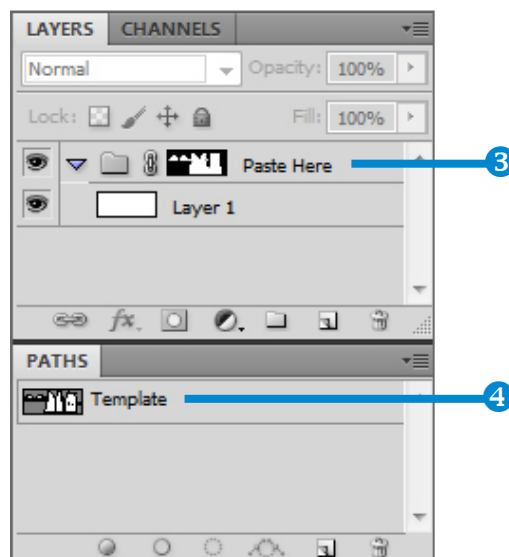 LAYERS CHANNELS
Normal Opacity: 100%
Lock: Fill: 100%
Paste Here 3
Layer 1
fx.
PATHS
Template 4